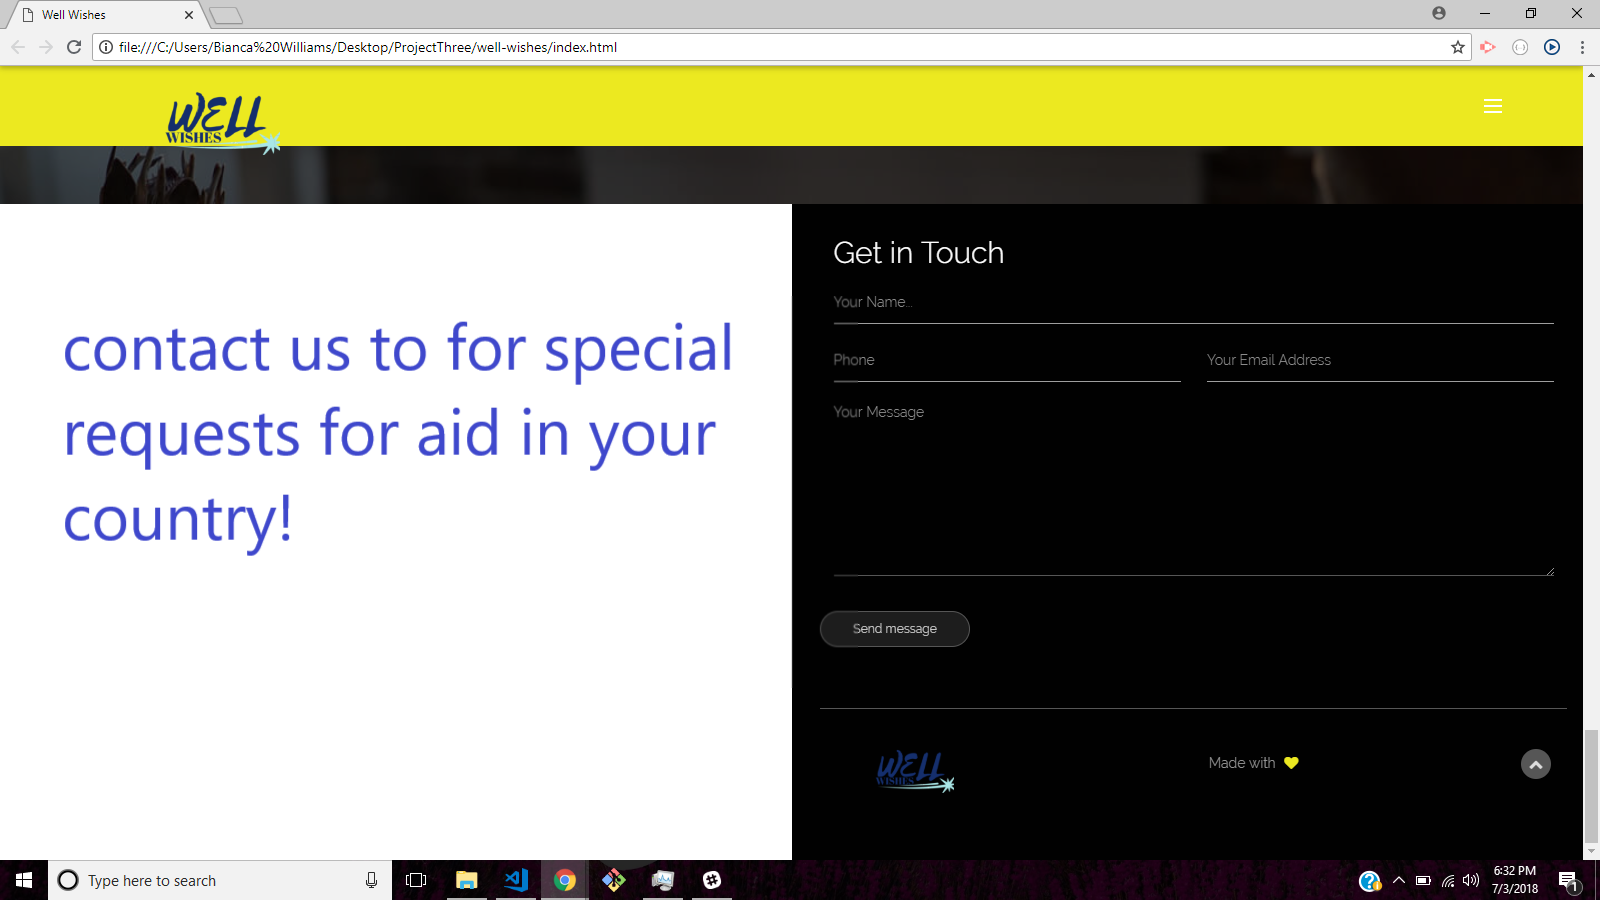 Well Wishes
file:///C:/Users/Bianca%20Williams/Desktop/ProjectThree/well-wishes/index.html
WELL
WISHES
Get in Touch
Your Name...
Phone
Your Email Address
Your Message
contact us to for special
requests for aid in your
country!
Send message
WELL
WISHES
Made with
Type here to search
6:32 PM
7/3/2018
1